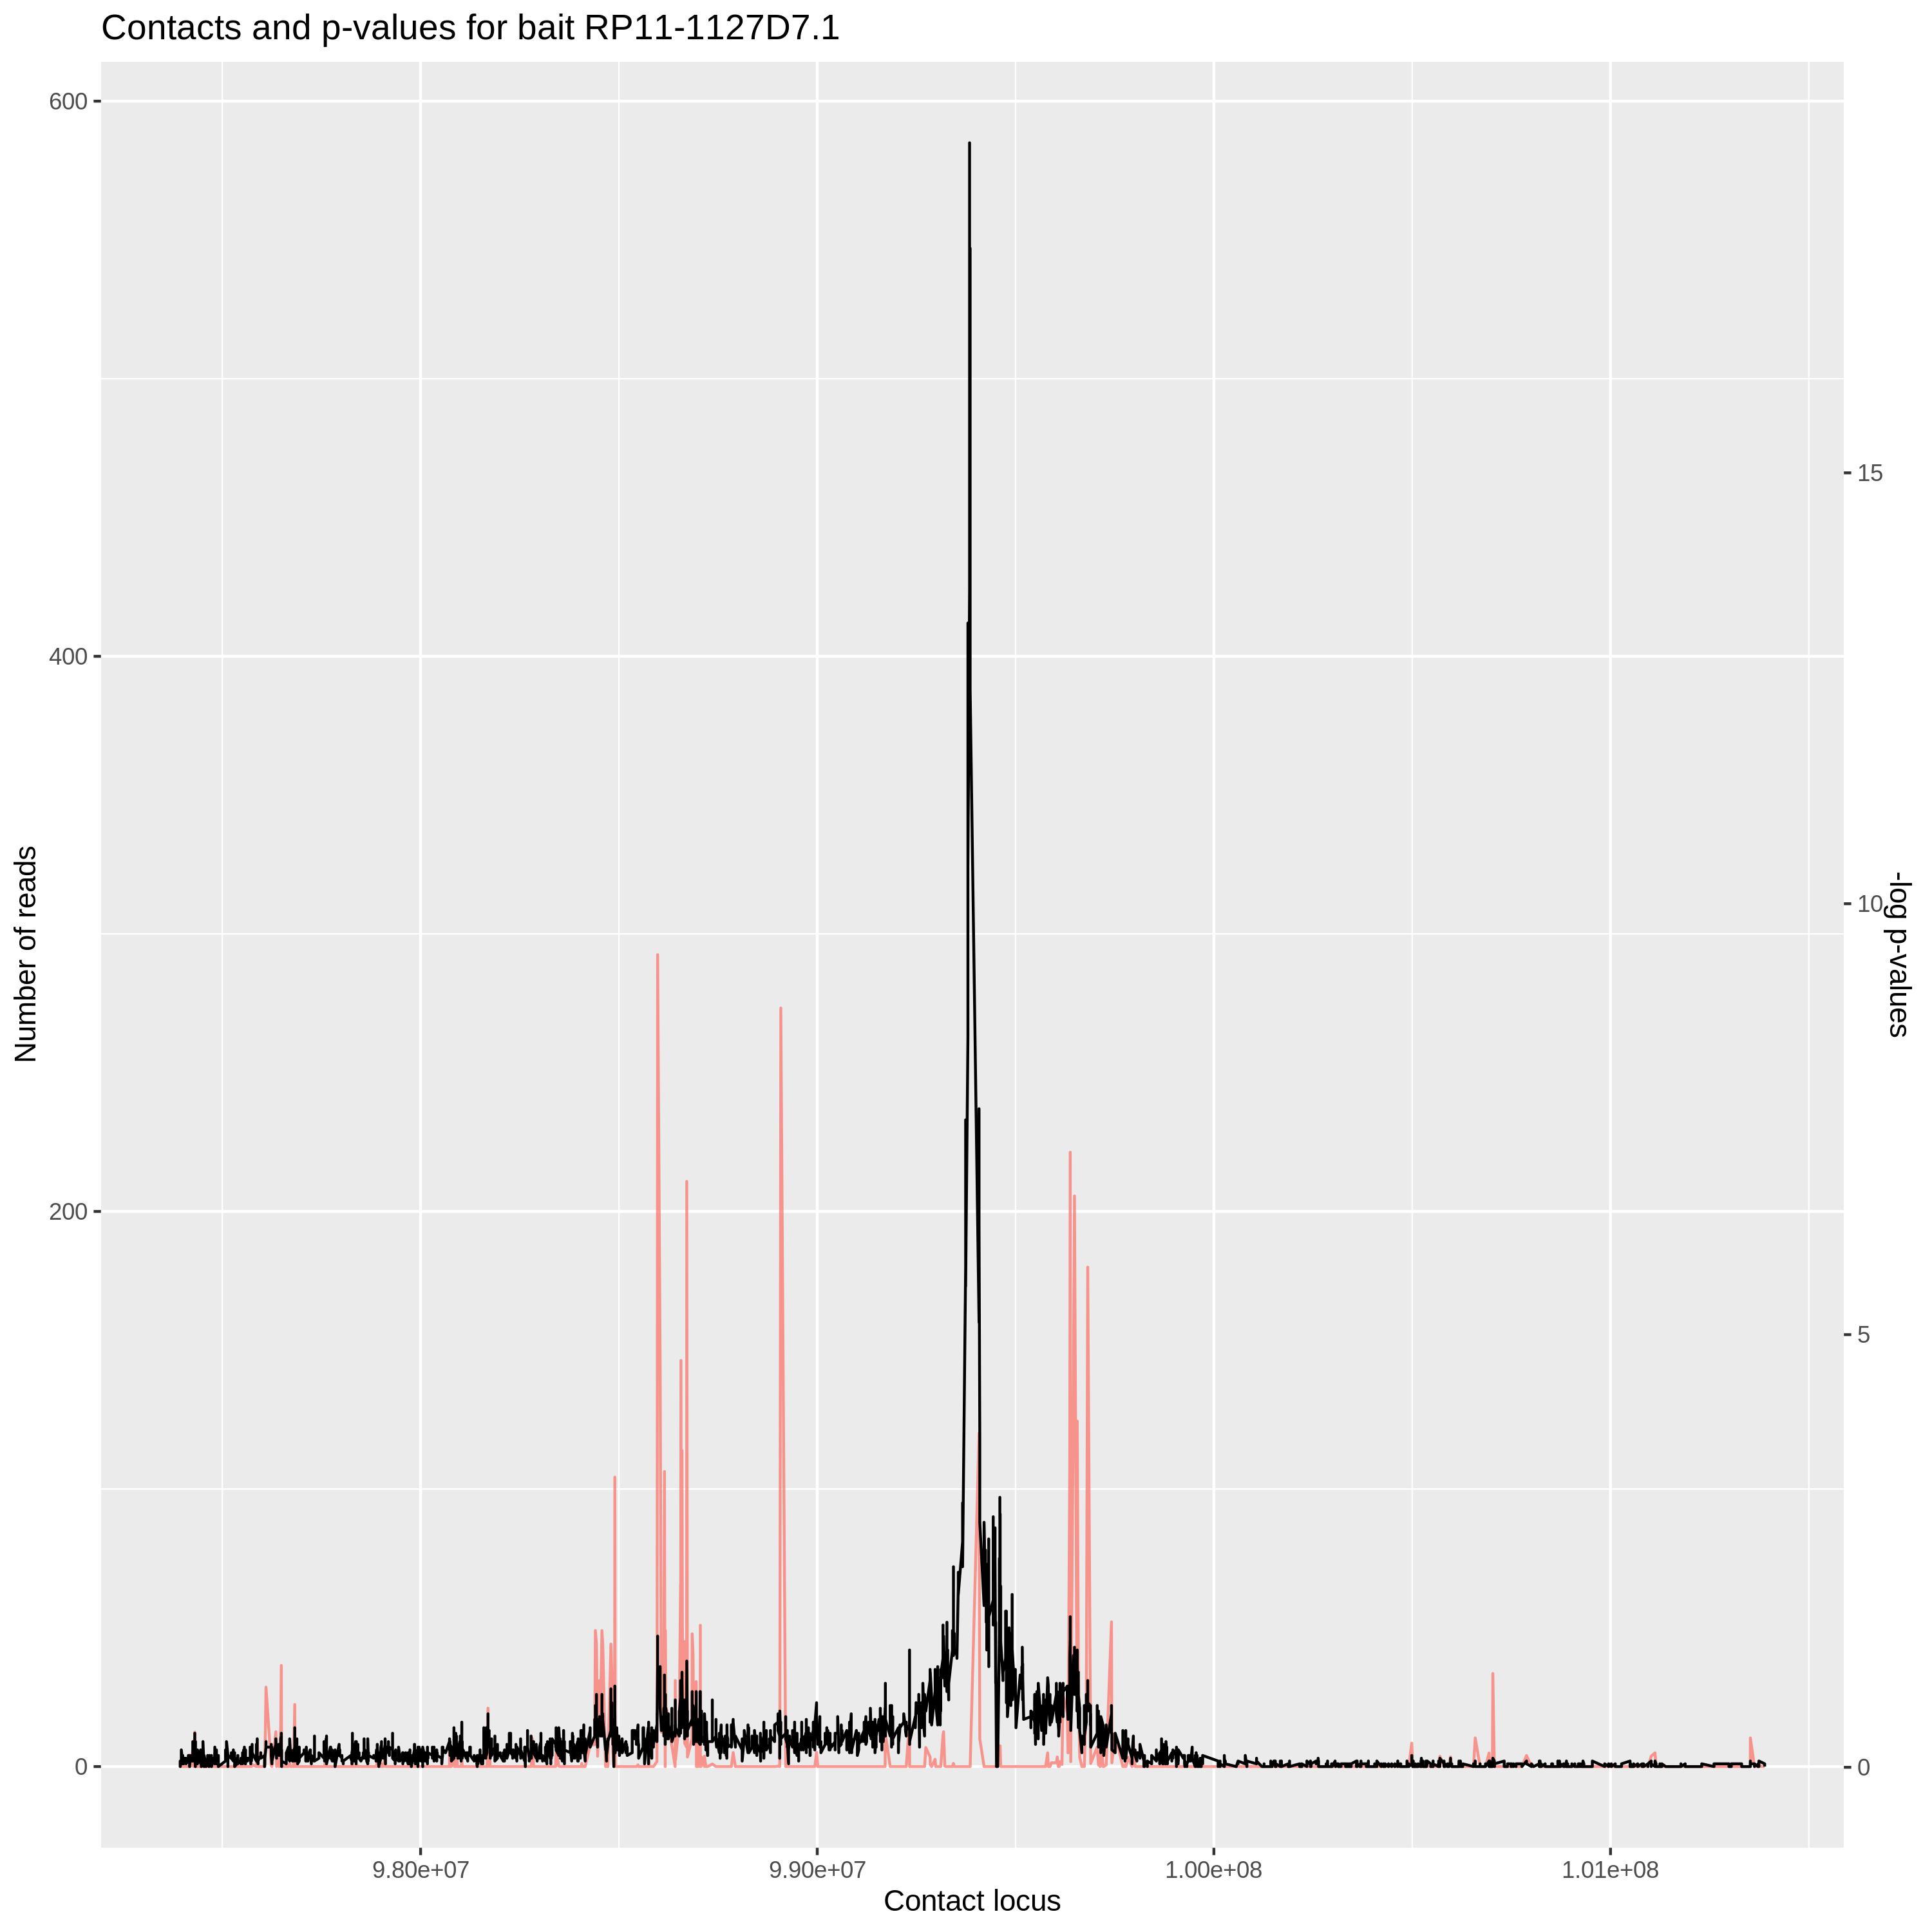 Contacts and p-values for bait RP11-1127D7.1
600
400
200
0
Number of reads
15
10
5
0
-log p-values
9.80e+07
9.90e+07
1.00e+08
1.01e+08
Contact locus